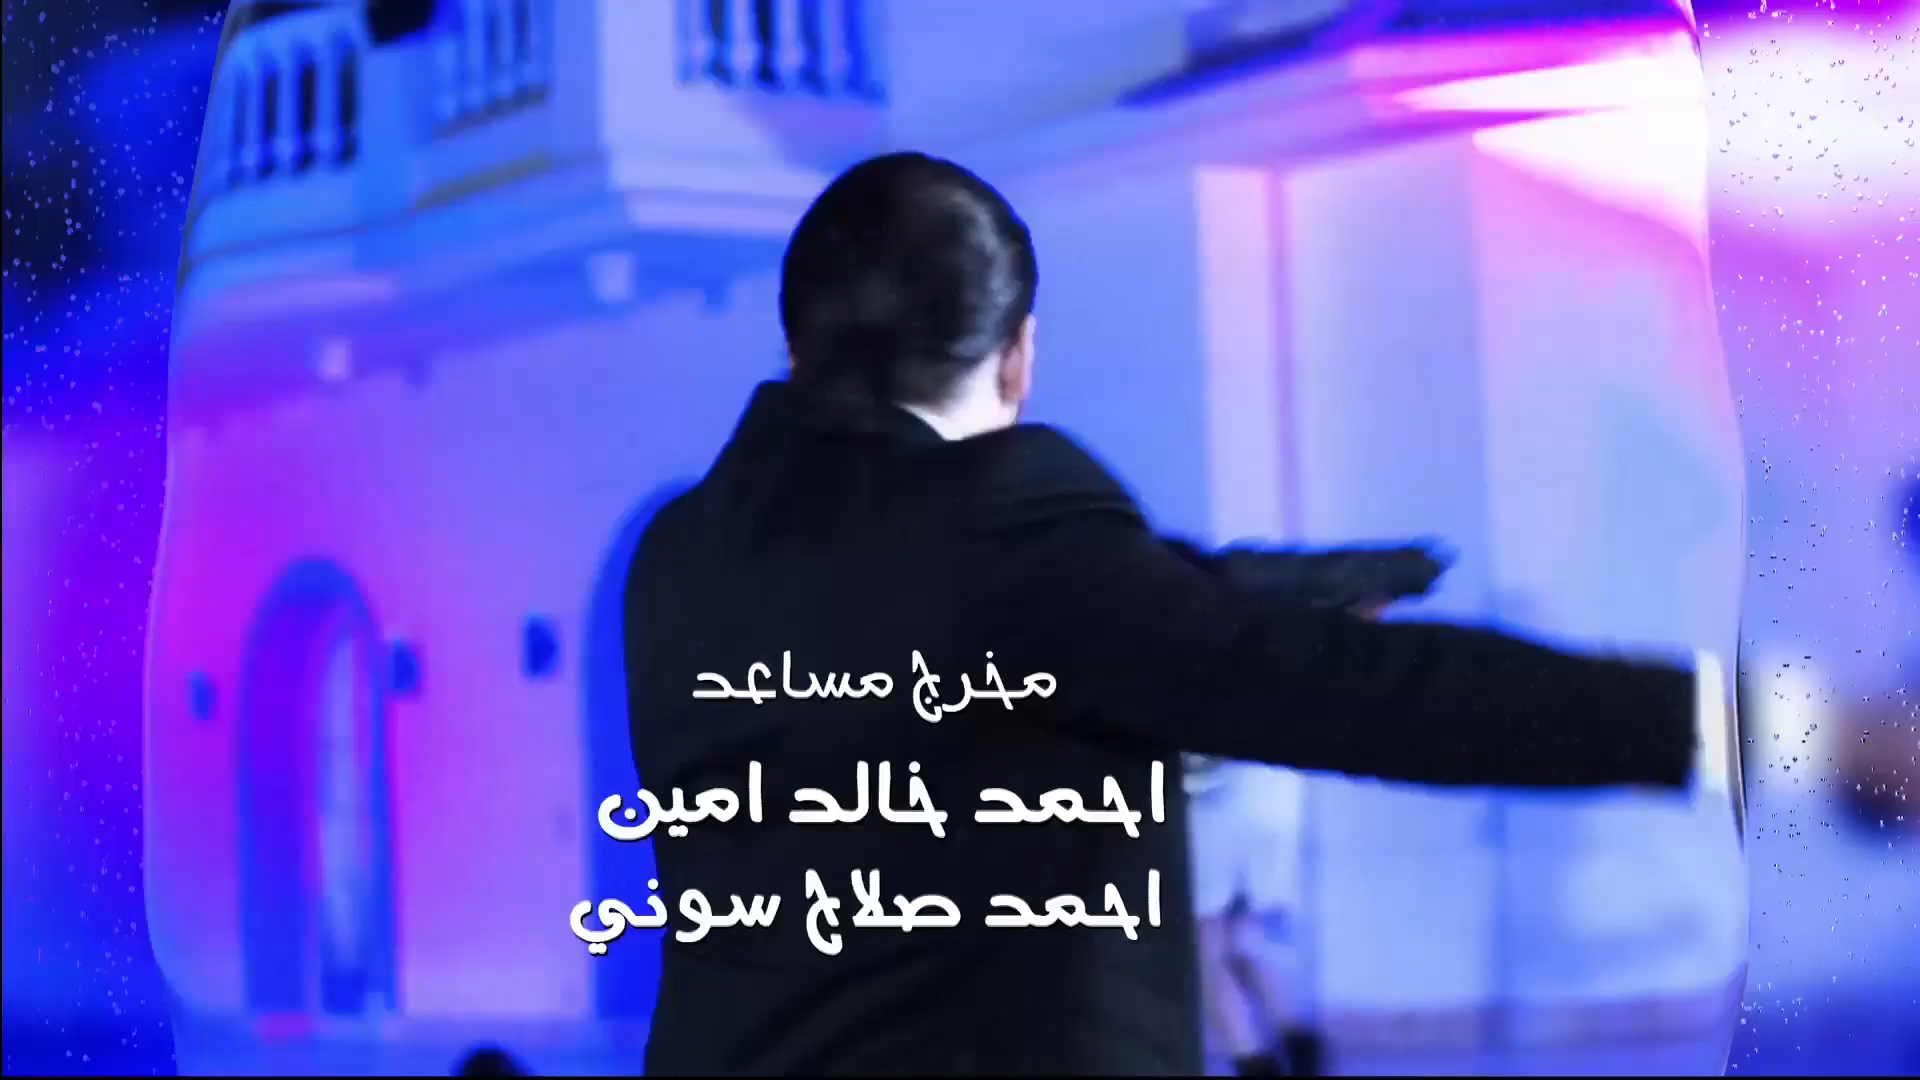 مخرج مساعد
احمد خالد امين
احمد صلاح سوني